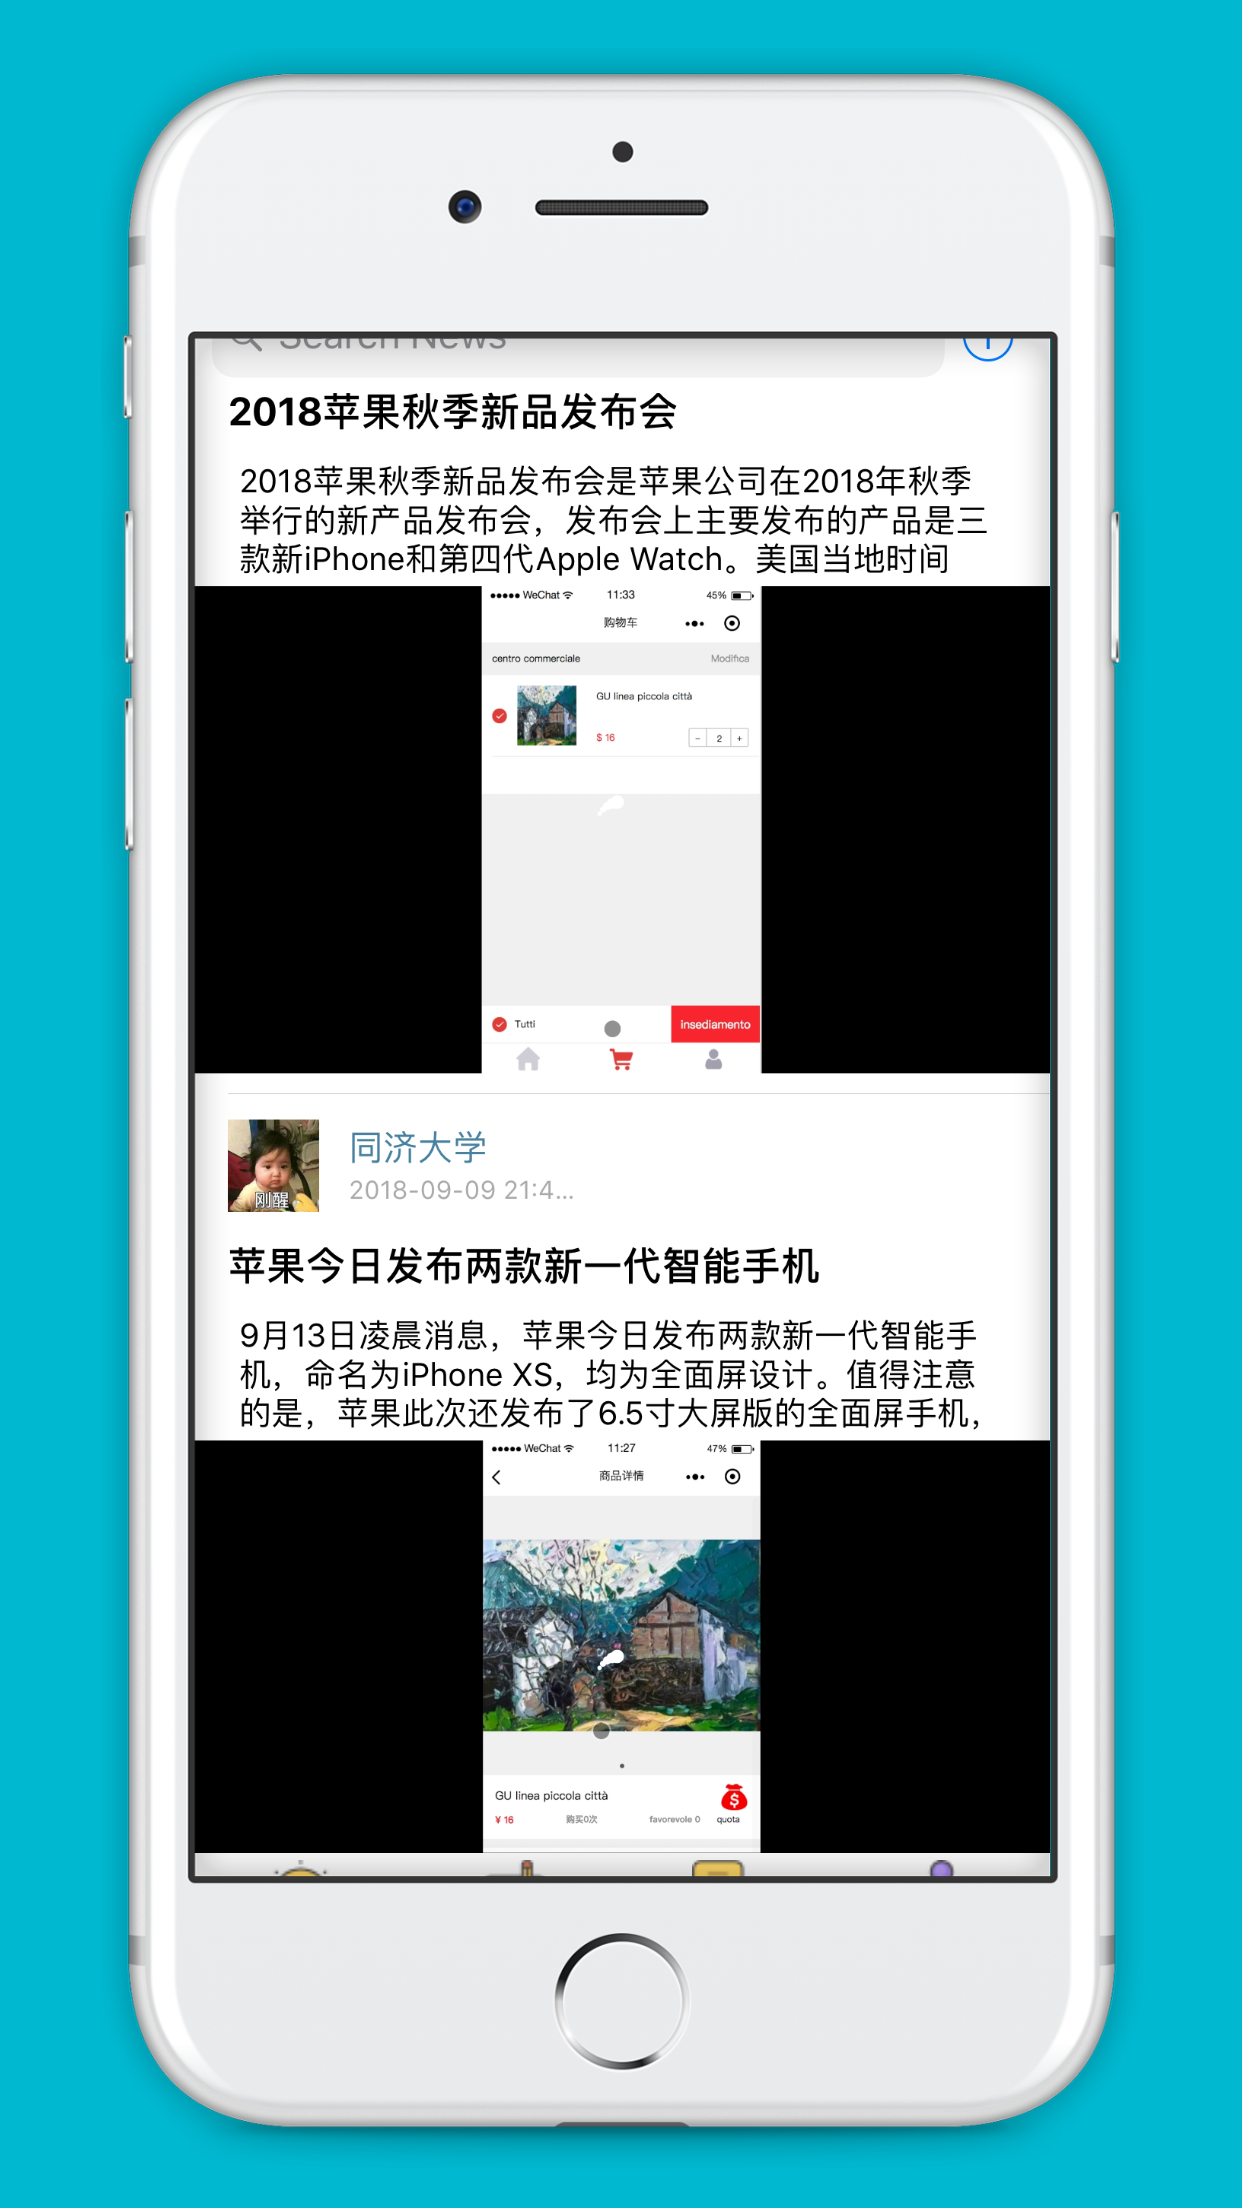 Search News
2018苹果秋季新品发布会
2018苹果秋季新品发布会是苹果公司在2018年秋季
举行的新产品发布会，发布会上主要发布的产品是三
款新iPhone和第四代Apple Watch。美国当地时间
WeChat 11:33 45%
购物车
centro commerciale Modifica
GU linea piccola città
$ 16 - 2 +
Tutti insediamento
同济大学
刚醒
2018-09-09 21:4...
苹果今日发布两款新一代智能手机
9月13日凌晨消息，苹果今日发布两款新一代智能手
机，命名为iPhone XS，均为全面屏设计。值得注意
的是，苹果此次还发布了6.5寸大屏版的全面屏手机，
WeChat 11:27 47%
商品详情
GU linea piccola città
¥ 16 购买0次 favorevole 0 quota